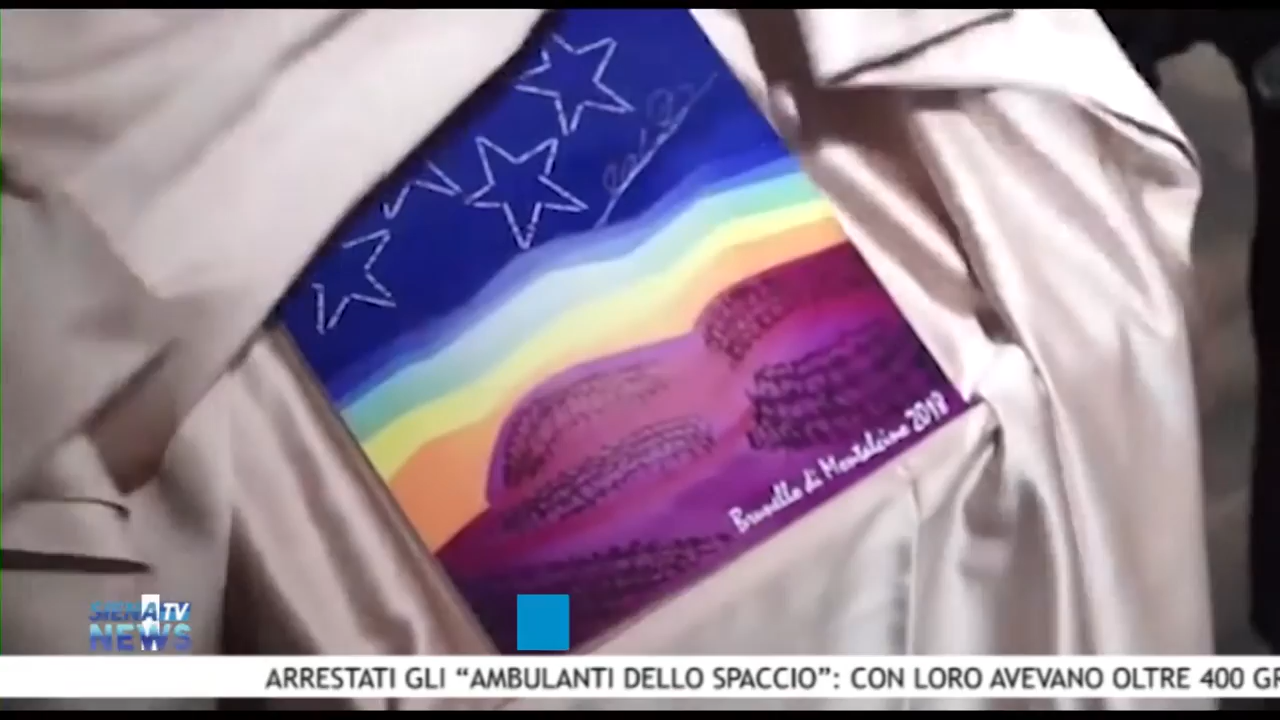 Brunello di Montalcino 2018
SIENA TV
NEWS
ARRESTATI GLI “AMBULANTI DELLO SPACCIO”: CON LORO AVEVANO OLTRE 400 GR